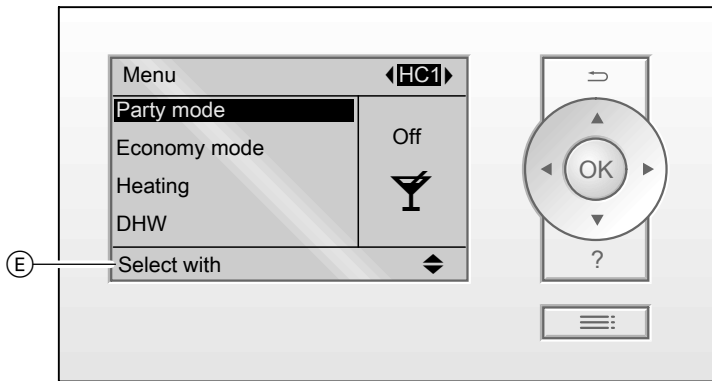 Menu HC1
Party mode
Off
Economy mode
Heating
DHW
E Select with
OK
?